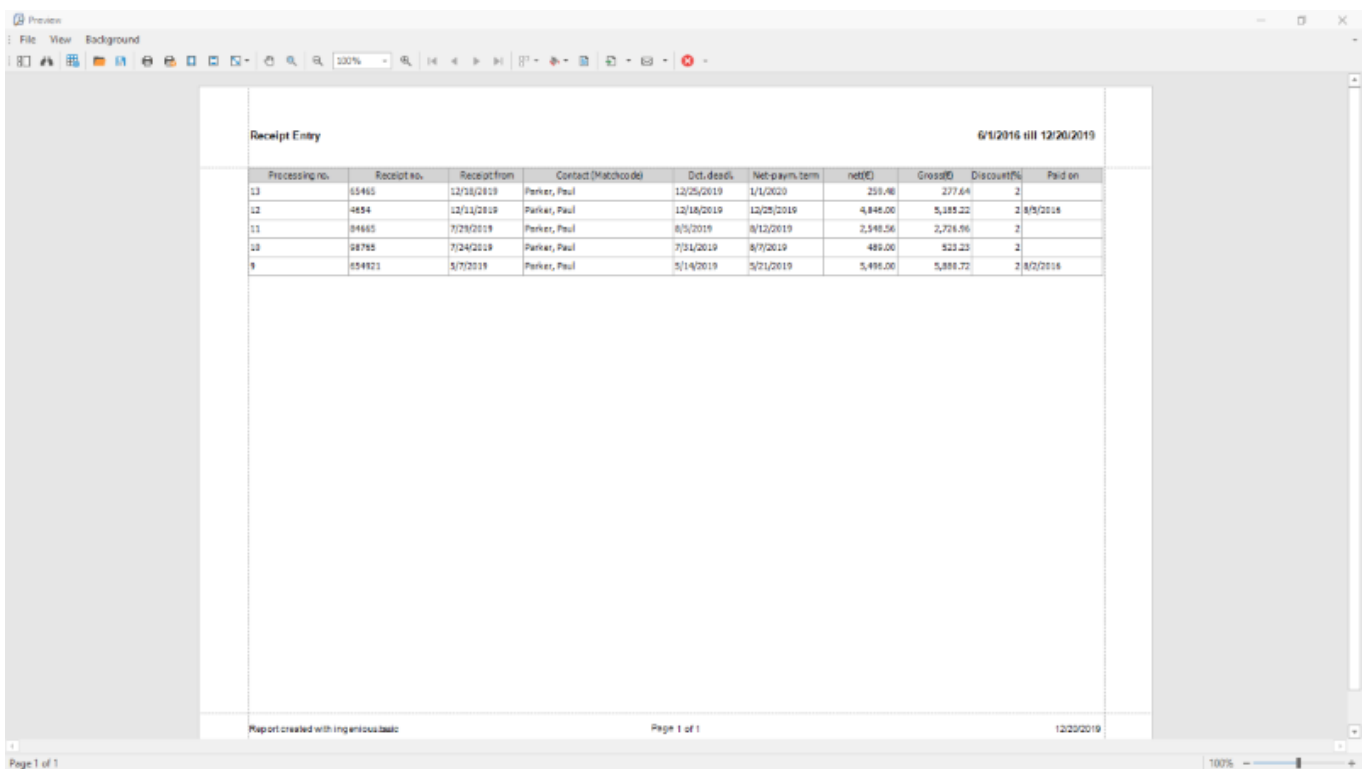 Preview
File View Background
100%
Receipt Entry 6/1/2016 till 12/20/2019
Processing no. Receipt no. Receipt from Contact (Matchcode) Dct. deadl. Net-paym. term net(€) Gross(€) Discount(% Paid on
13 65465 12/18/2019 Parker, Paul 12/25/2019 1/1/2020 259.48 277.64 2
12 4654 12/11/2019 Parker, Paul 12/18/2019 12/25/2019 4,846.00 5,185.22 2 8/5/2016
11 84665 7/29/2019 Parker, Paul 8/5/2019 8/12/2019 2,548.56 2,726.96 2
10 98765 7/24/2019 Parker, Paul 7/31/2019 8/7/2019 489.00 523.23 2
9 654921 5/7/2019 Parker, Paul 5/14/2019 5/21/2019 5,496.00 5,880.72 2 8/2/2016
Report created with ingenious.basic Page 1 of 1 12/20/2019
Page 1 of 1 100%